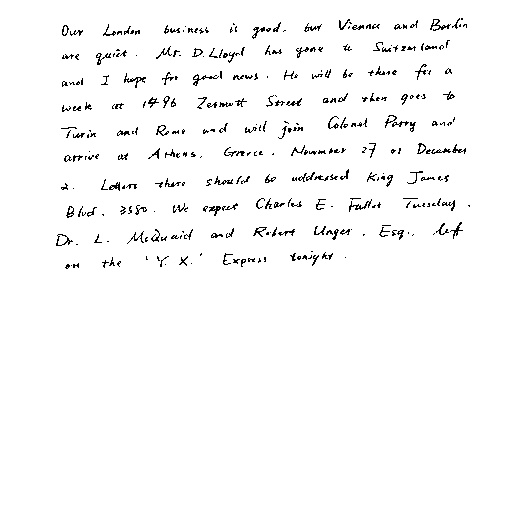 Our London business is good, but Vienna and Berlin
are quiet. Mr. D. Lloyd has gone to Switzerland
and I hope for good news. He will be there for a
week at 1496 Zermott Street and then goes to
Turin and Rome and will join Colonel Parry and
arrive at Athens, Greece, November 27 or December
2. Letters there should be addressed King James
Blvd. 3580. We expect Charles E. Fuller Tuesday.
Dr. L. McQuaid and Robert Unger, Esq., left
on the 'Y. X.' Express tonight.